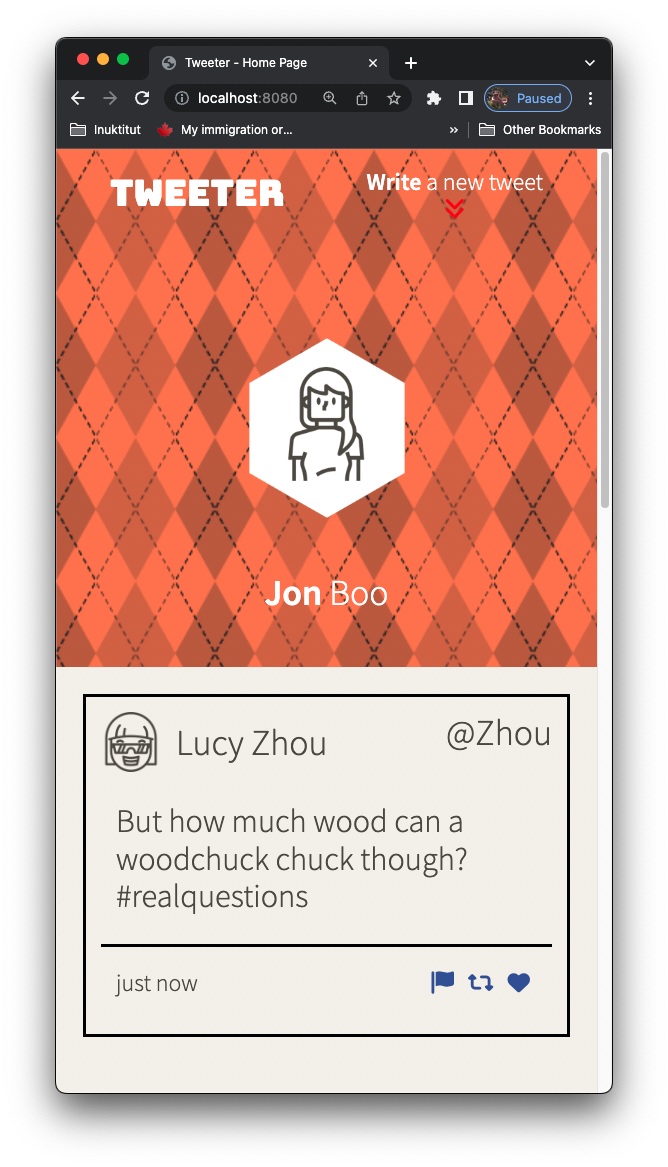 Tweeter - Home Page
localhost:8080
Paused
Inuktitut
My immigration or...
»
Other Bookmarks
TWEETER
Write a new tweet
Jon Boo
Lucy Zhou
@Zhou
But how much wood can a
woodchuck chuck though?
#realquestions
just now